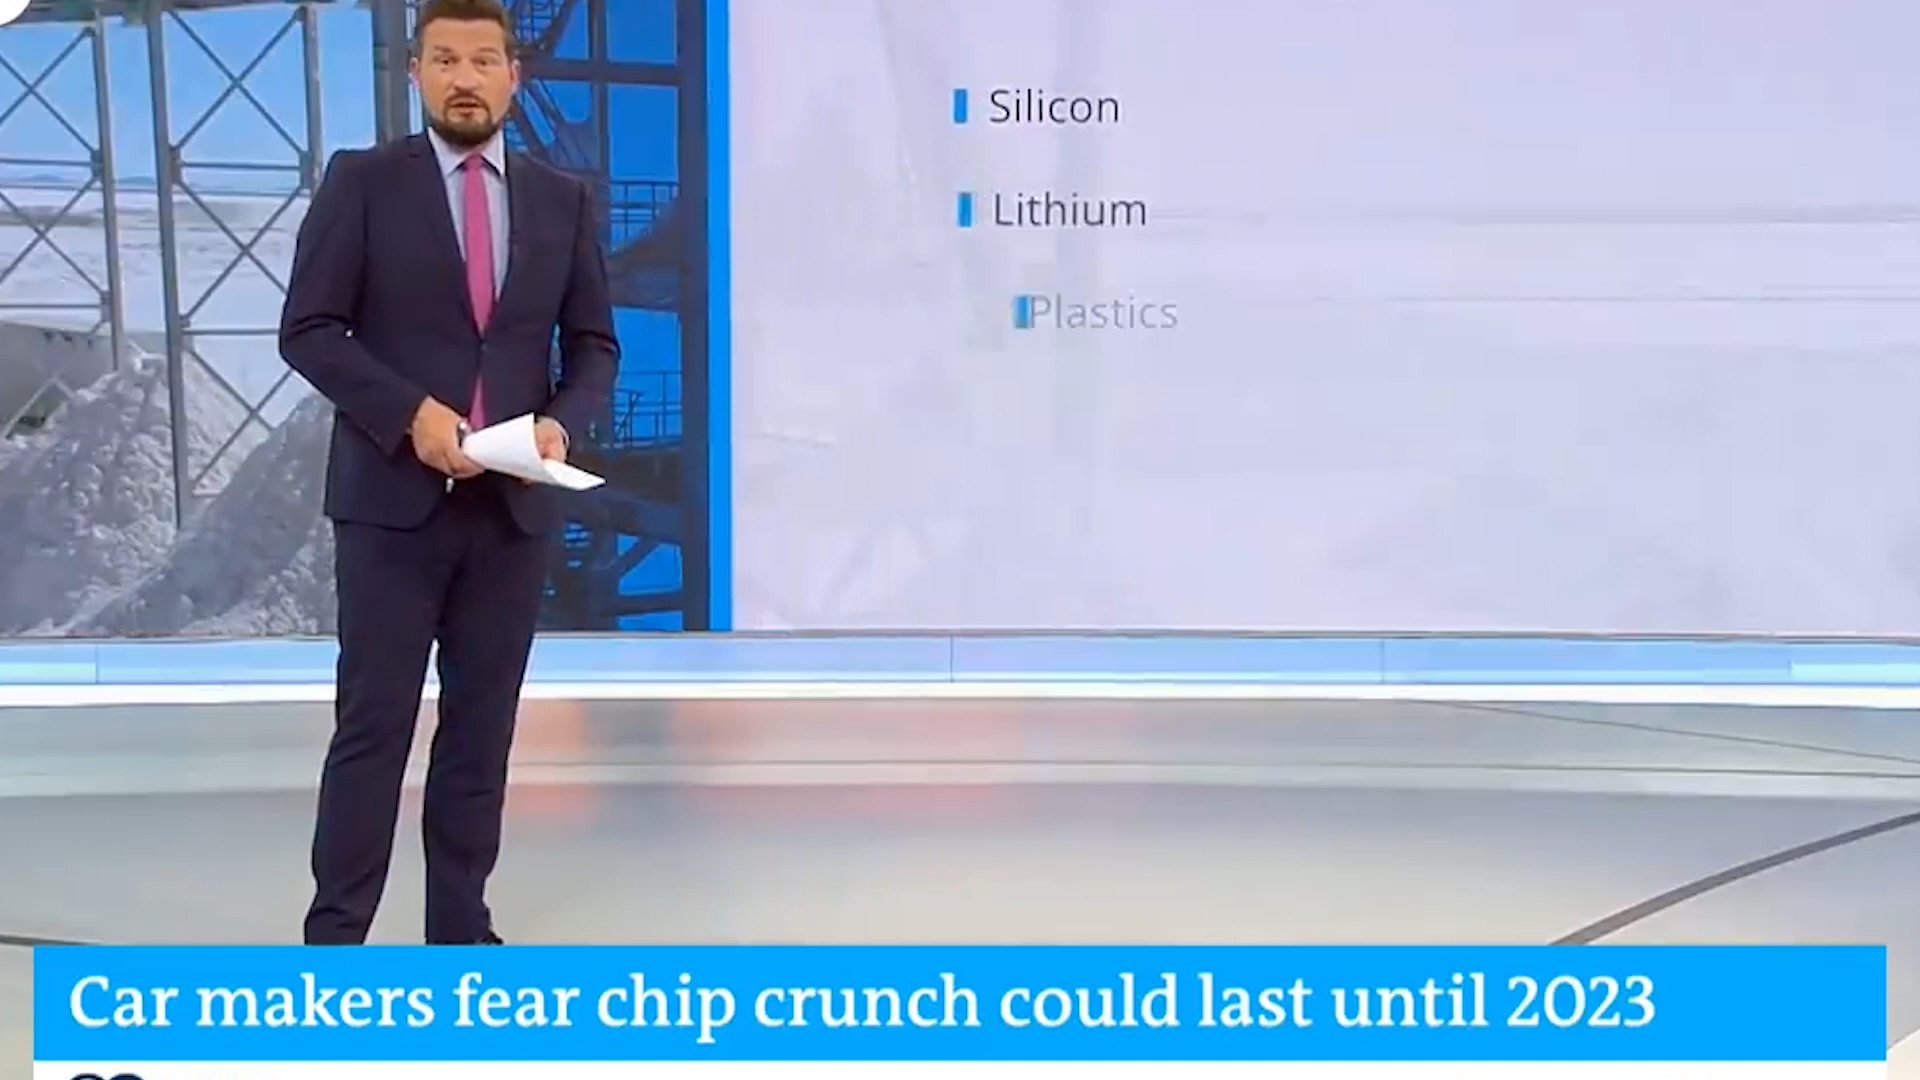 Silicon
Lithium
Plastics
Car makers fear chip crunch could last until 2023